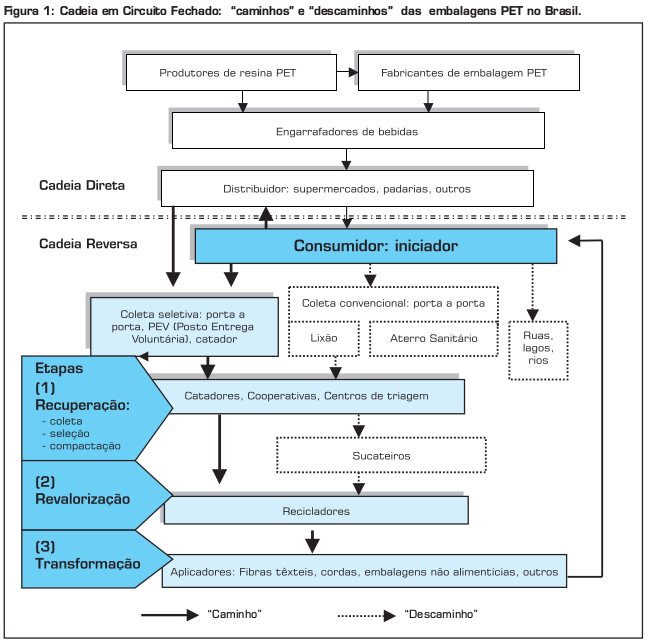 Figura 1: Cadeia em Circuito Fechado: "caminhos" e "descaminhos" das embalagens PET no Brasil.
Produtores de resina PET
Fabricantes de embalagem PET
Engarrafadores de bebidas
Cadeia Direta
Distribuidor: supermercados, padarias, outros
Cadeia Reversa
Consumidor: iniciador
Coleta seletiva: porta a
porta, PEV (Posto Entrega
Voluntária), catador
Coleta convencional: porta a porta
Lixão
Aterro Sanitário
Ruas,
lagos,
rios
Etapas
(1)
Recuperação:
- coleta
- seleção
- compactação
Catadores, Cooperativas, Centros de triagem
Sucateiros
(2)
Revalorização
Recicladores
(3)
Transformação
Aplicadores: Fibras têxteis, cordas, embalagens não alimentícias, outros
"Caminho"
"Descaminho"